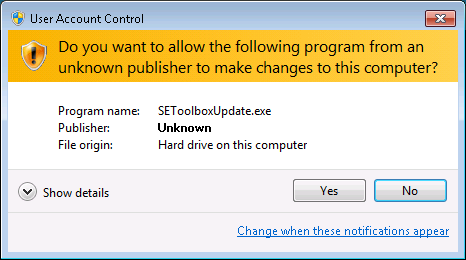 User Account Control
Do you want to allow the following program from an
unknown publisher to make changes to this computer?
Program name: SEToolboxUpdate.exe
Publisher: Unknown
File origin: Hard drive on this computer
Show details
Yes
No
Change when these notifications appear